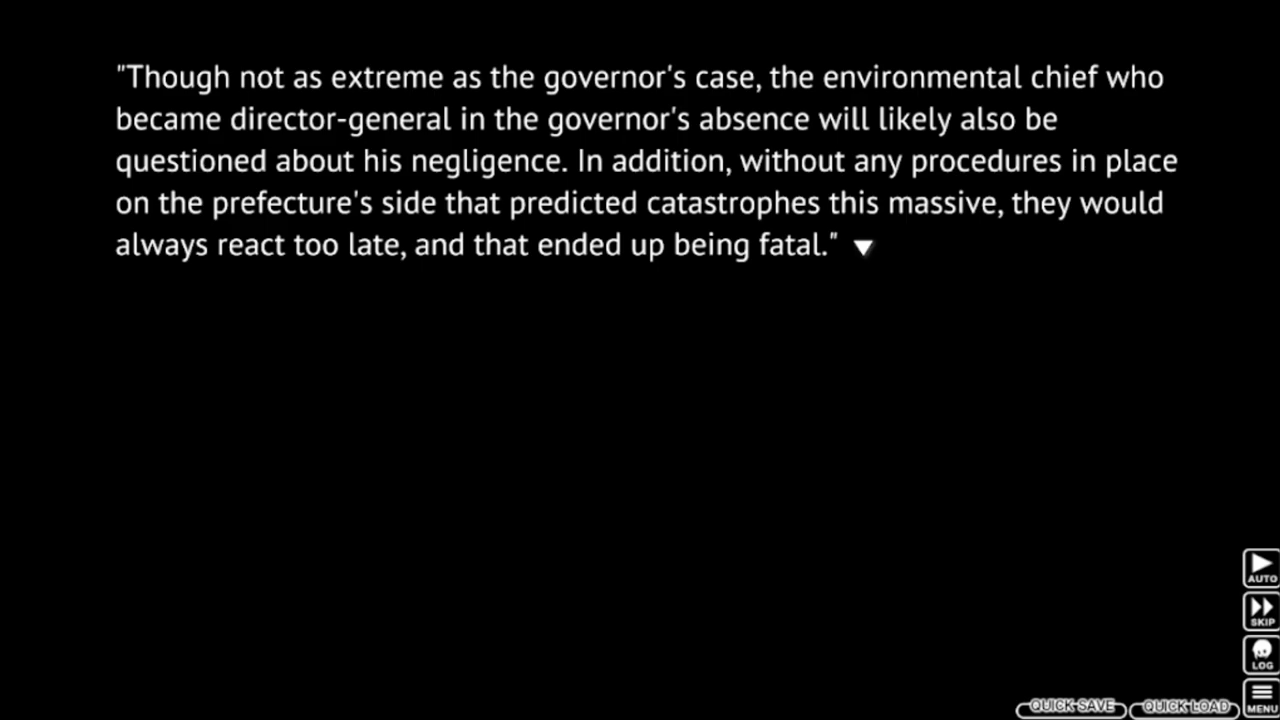 "Though not as extreme as the governor's case, the environmental chief who
became director-general in the governor's absence will likely also be
questioned about his negligence. In addition, without any procedures in place
on the prefecture's side that predicted catastrophes this massive, they would
always react too late, and that ended up being fatal."
AUTO
SKIP
LOG
MENU
QUICK SAVE QUICK LOAD